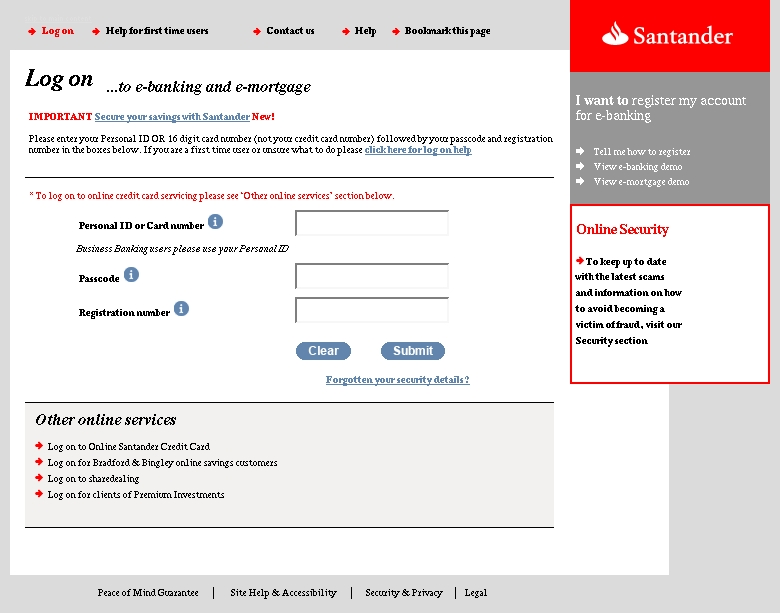 Log on Help for first time users Contact us Help Bookmark this page
Santander
Log on ...to e-banking and e-mortgage
IMPORTANT Secure your savings with Santander New!
Please enter your Personal ID OR 16 digit card number (not your credit card number) followed by your passcode and registration
number in the boxes below. If you are a first time user or unsure what to do please click here for log on help
* To log on to online credit card servicing please see 'Other online services' section below.
Personal ID or Card number i
Business Banking users please use your Personal ID
Passcode i
Registration number i
Clear Submit
Forgotten your security details?
Other online services
Log on to Online Santander Credit Card
Log on for Bradford & Bingley online savings customers
Log on to sharedealing
Log on for clients of Premium Investments
I want to register my account
for e-banking
Tell me how to register
View e-banking demo
View e-mortgage demo
Online Security
To keep up to date
with the latest scams
and information on how
to avoid becoming a
victim of fraud, visit our
Security section
Peace of Mind Guarantee | Site Help & Accessibility | Security & Privacy | Legal